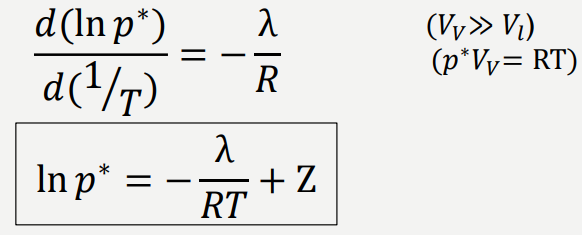 d(ln p*) / d(1/T) = − λ / R (V_V ≫ V_l)
(p*V_V = RT)
ln p* = − λ / RT + Z